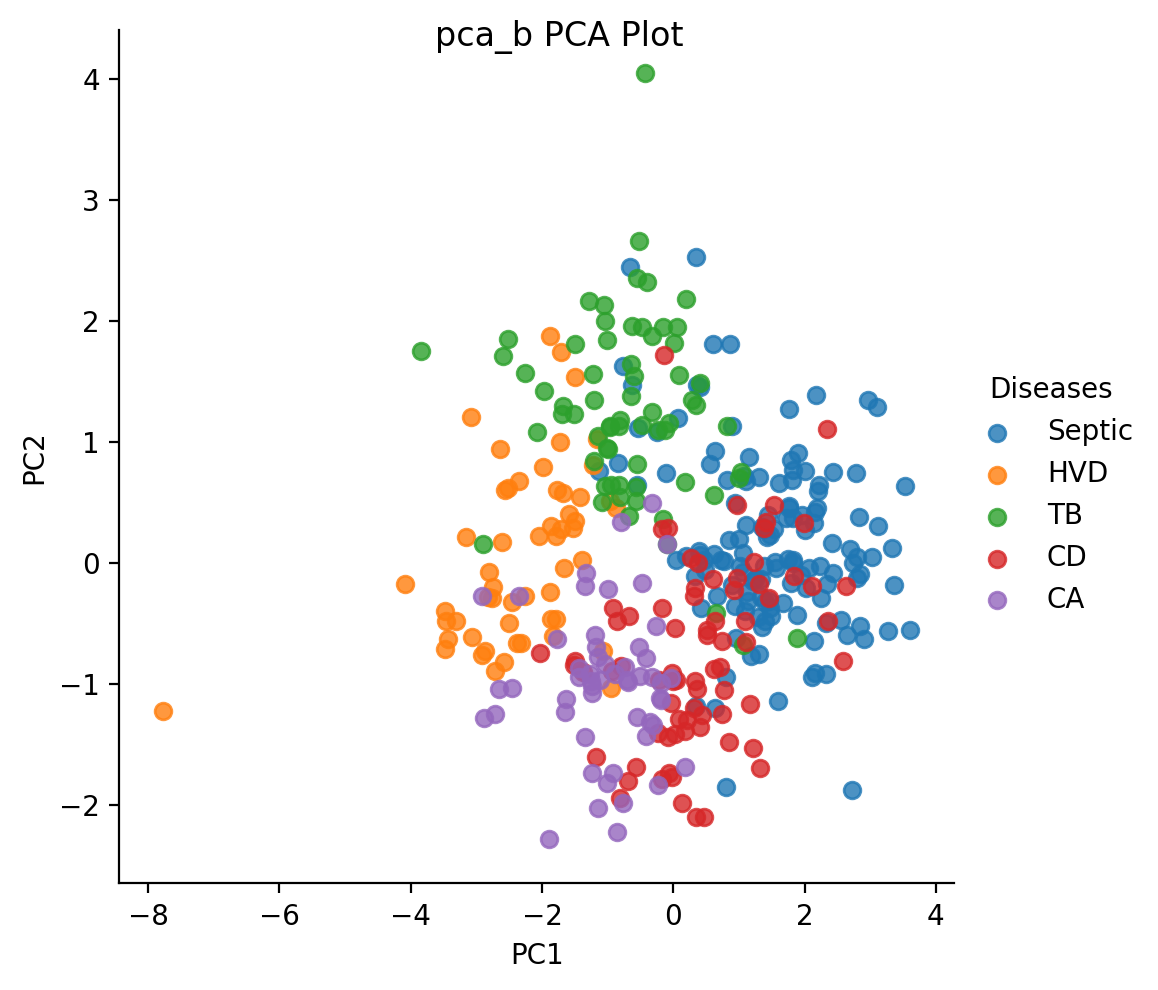 pca_b PCA Plot
4
3
2
1
0
−1
−2
PC2
−8
−6
−4
−2
0
2
4
PC1
Diseases
Septic
HVD
TB
CD
CA